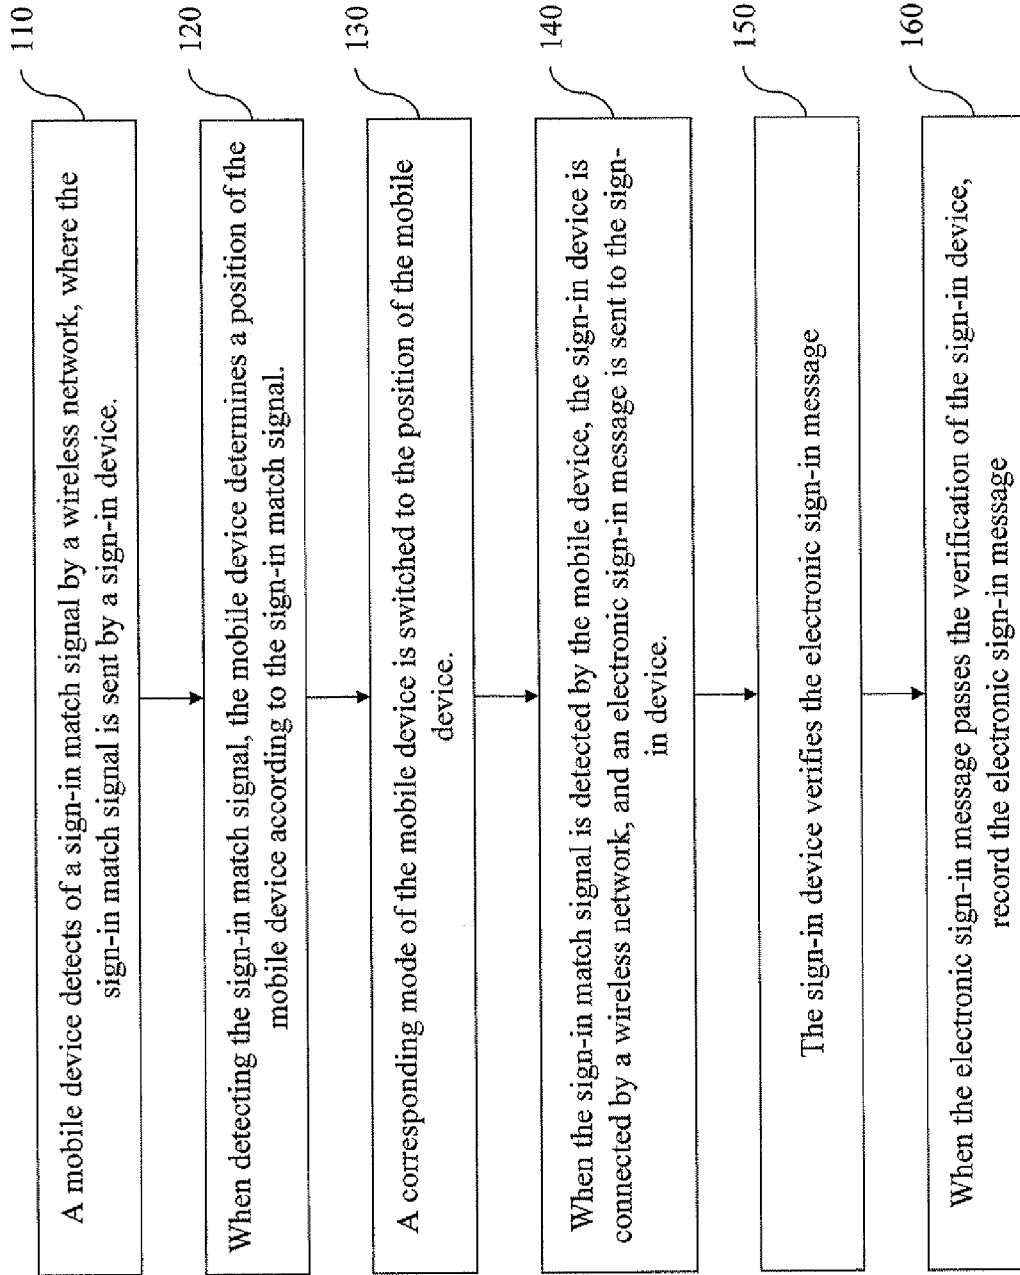 110
A mobile device detects of a sign-in match signal by a wireless network, where the
sign-in match signal is sent by a sign-in device.
120
When detecting the sign-in match signal, the mobile device determines a position of the
mobile device according to the sign-in match signal.
130
A corresponding mode of the mobile device is switched to the position of the mobile
device.
140
When the sign-in match signal is detected by the mobile device, the sign-in device is
connected by a wireless network, and an electronic sign-in message is sent to the sign-
in device.
150
The sign-in device verifies the electronic sign-in message
160
When the electronic sign-in message passes the verification of the sign-in device,
record the electronic sign-in message